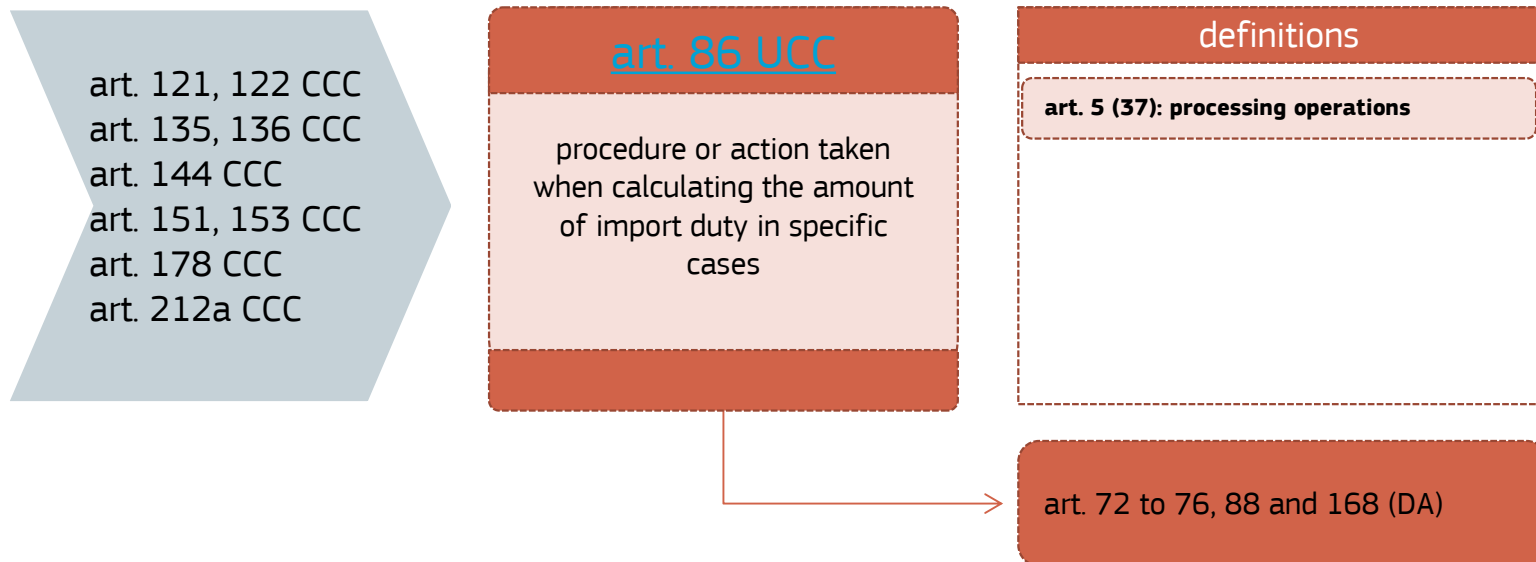 art. 121, 122 CCC
art. 135, 136 CCC
art. 144 CCC
art. 151, 153 CCC
art. 178 CCC
art. 212a CCC
art. 86 UCC
procedure or action taken
when calculating the amount
of import duty in specific
cases
definitions
art. 5 (37): processing operations
art. 72 to 76, 88 and 168 (DA)